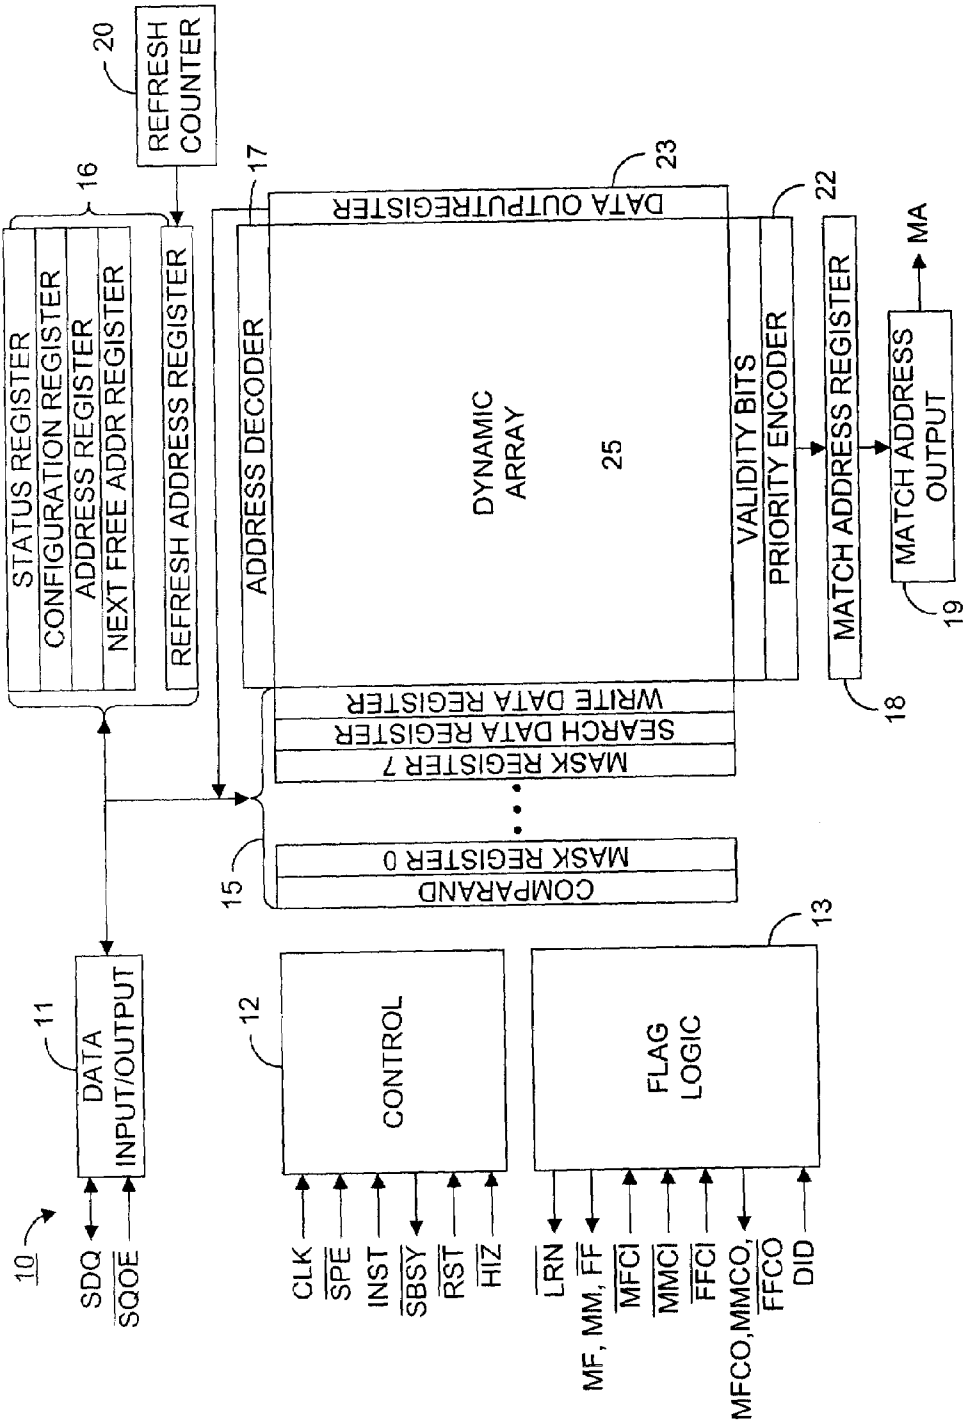 10
SDQ
SQOE
11
DATA
INPUT/OUTPUT
STATUS REGISTER
CONFIGURATION REGISTER
ADDRESS REGISTER
NEXT FREE ADDR REGISTER
REFRESH ADDRESS REGISTER
16
20
REFRESH
COUNTER
CLK
SPE
INST
SBSY
RST
HIZ
12
CONTROL
LRN
MF, MM, FF
MFCI
MMCI
FFCI
MFCO,MMCO,
FFCO
DID
FLAG
LOGIC
13
15
COMPARAND
MASK REGISTER 0
MASK REGISTER 7
SEARCH DATA REGISTER
WRITE DATA REGISTER
ADDRESS DECODER
17
DYNAMIC
ARRAY
25
DATA OUTPUTREGISTER
23
VALIDITY BITS
PRIORITY ENCODER
22
MATCH ADDRESS REGISTER
18
MATCH ADDRESS
OUTPUT
19
MA